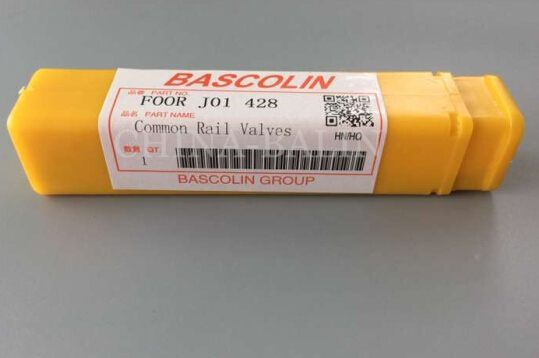 BASCOLIN
品番 PART NO.
F00R J01 428
品名 PART NAME
Common Rail Valves
HN/HQ
数量 QT
1
BASCOLIN GROUP